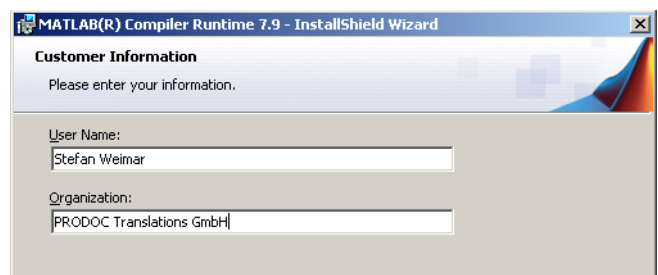 MATLAB(R) Compiler Runtime 7.9 - InstallShield Wizard
Customer Information
Please enter your information.
User Name:
Stefan Weimar
Organization:
PRODOC Translations GmbH